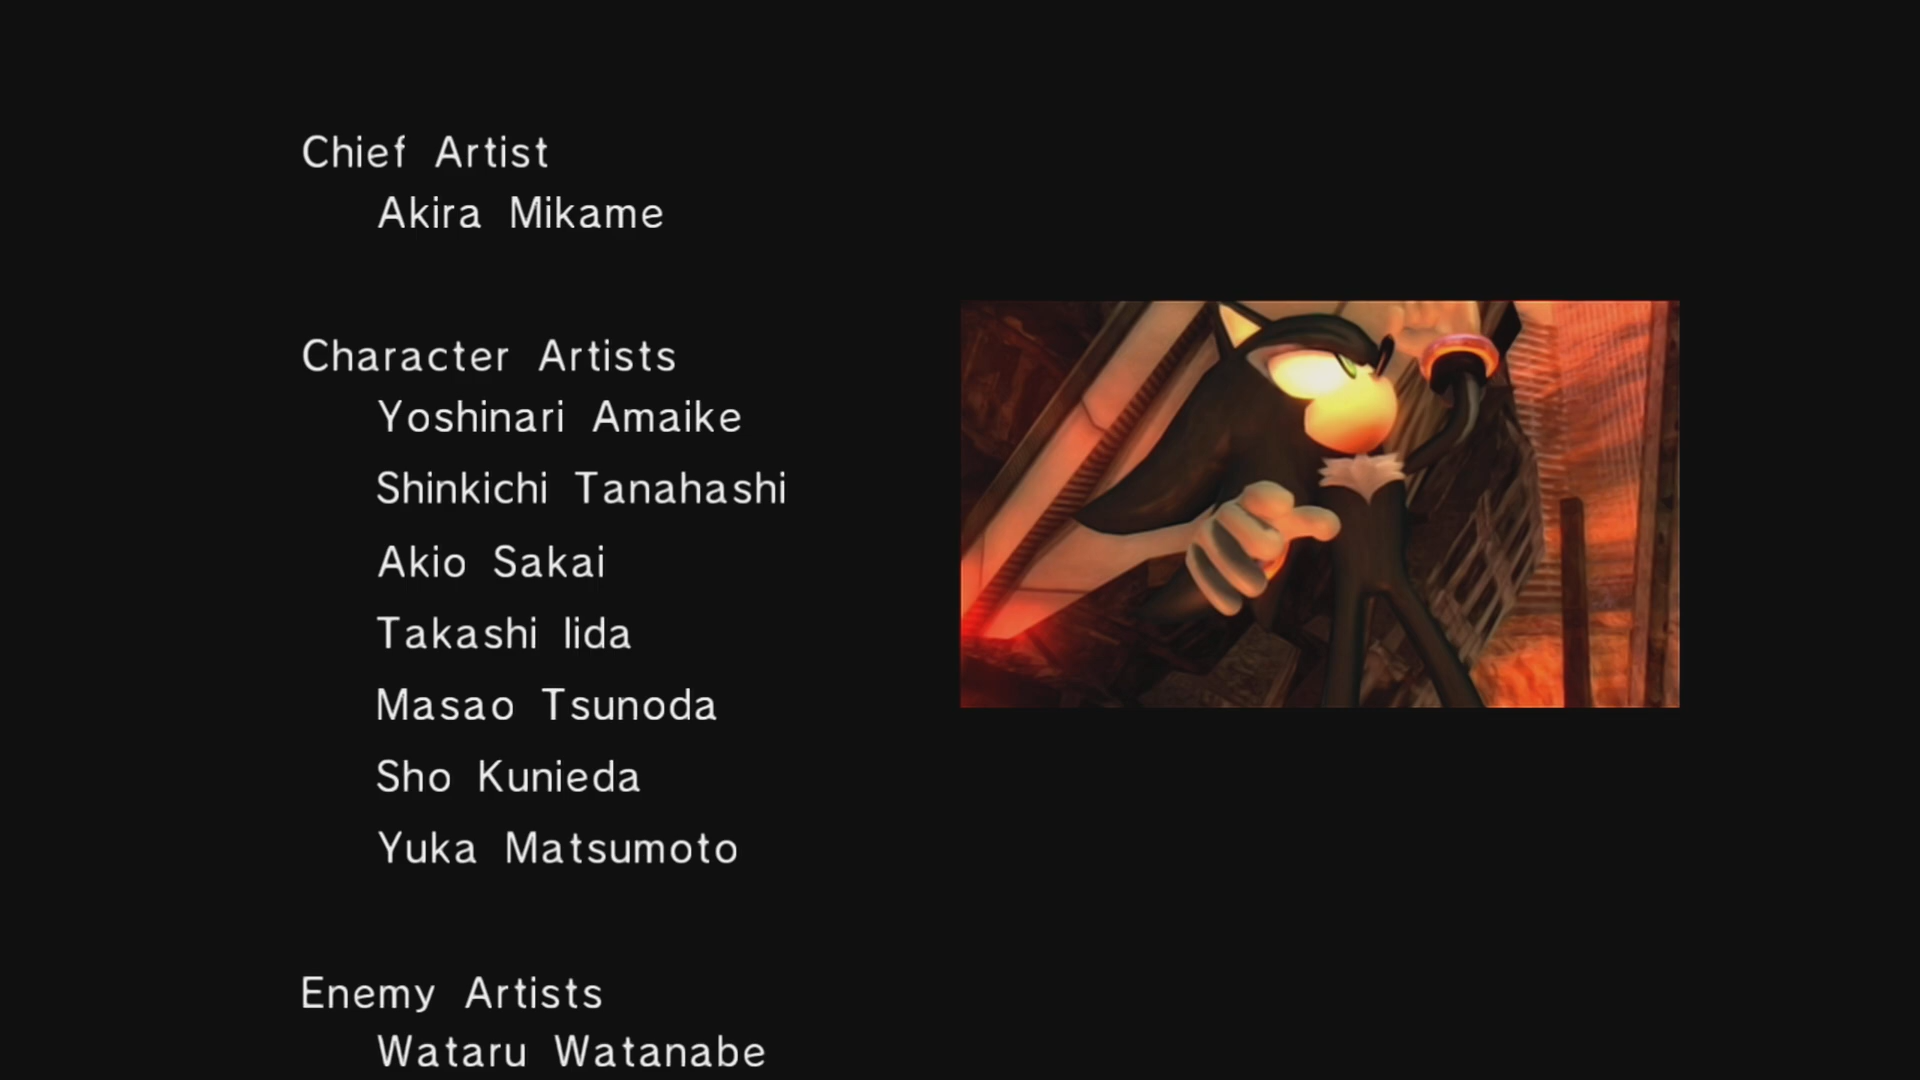 Chief Artist
Akira Mikame
Character Artists
Yoshinari Amaike
Shinkichi Tanahashi
Akio Sakai
Takashi Iida
Masao Tsunoda
Sho Kunieda
Yuka Matsumoto
Enemy Artists
Wataru Watanabe